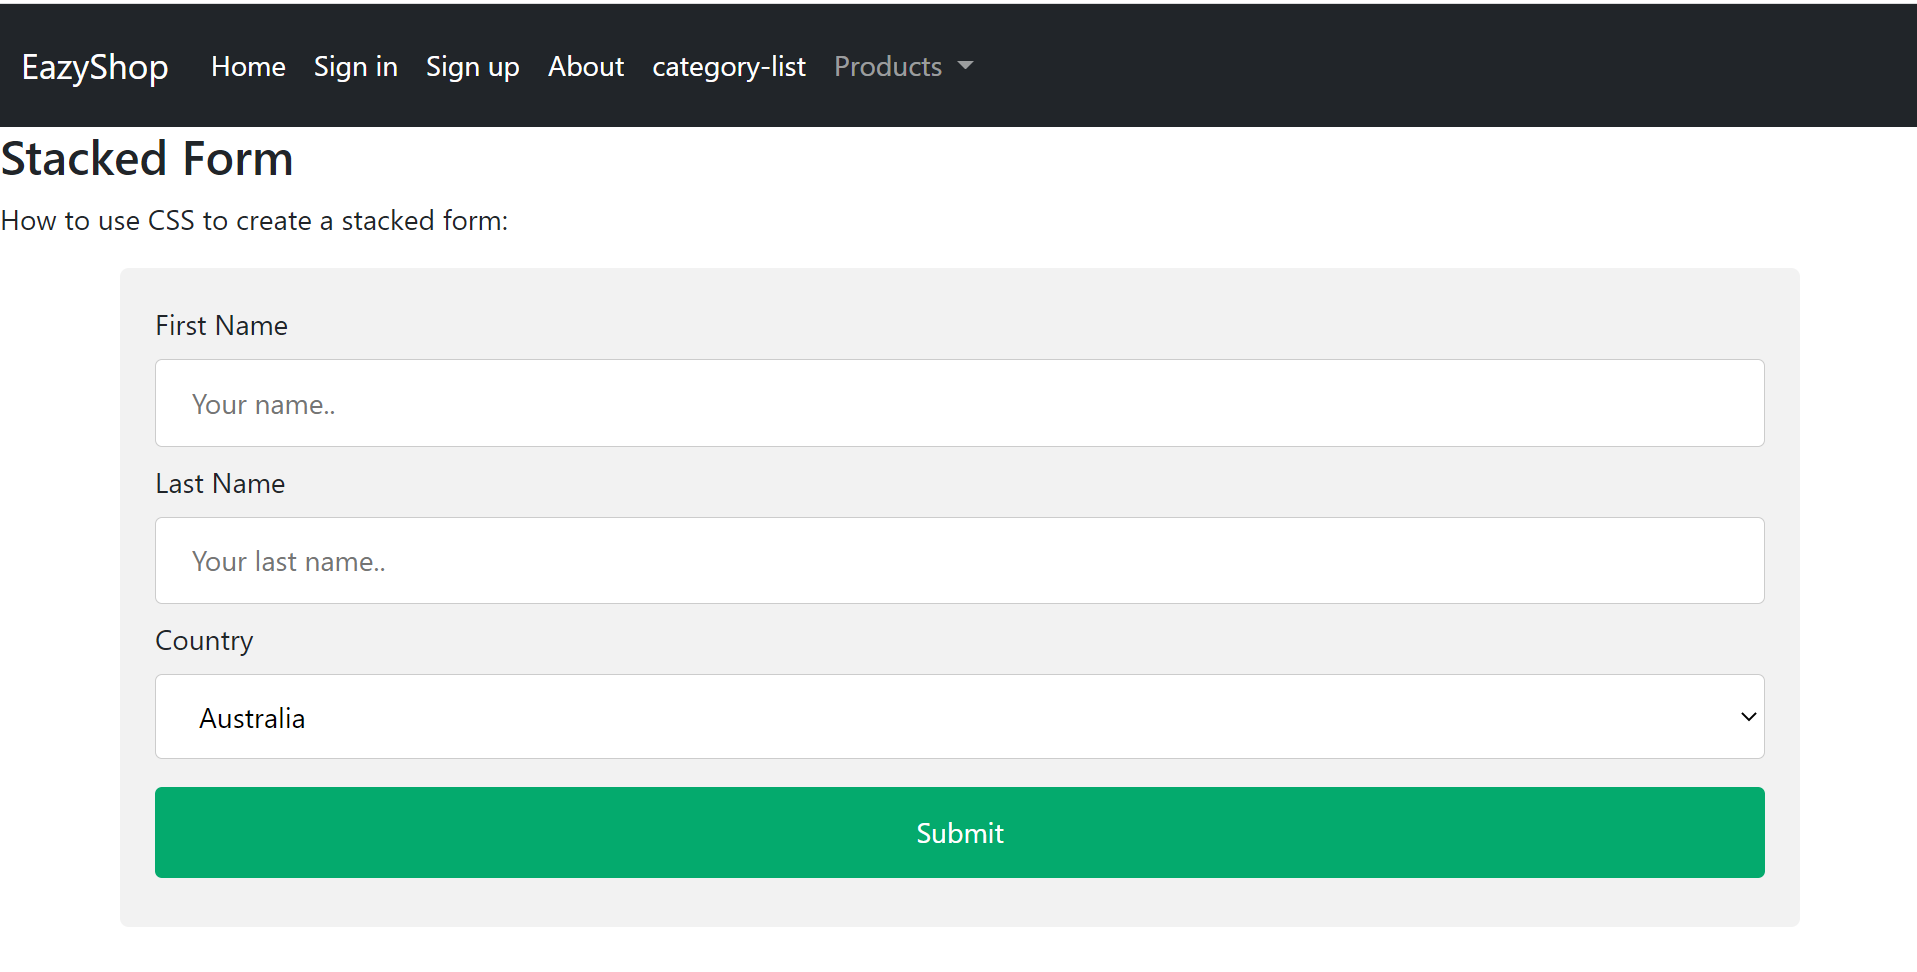 EazyShop Home Sign in Sign up About category-list Products
Stacked Form
How to use CSS to create a stacked form:
First Name
Your name..
Last Name
Your last name..
Country
Australia
Submit